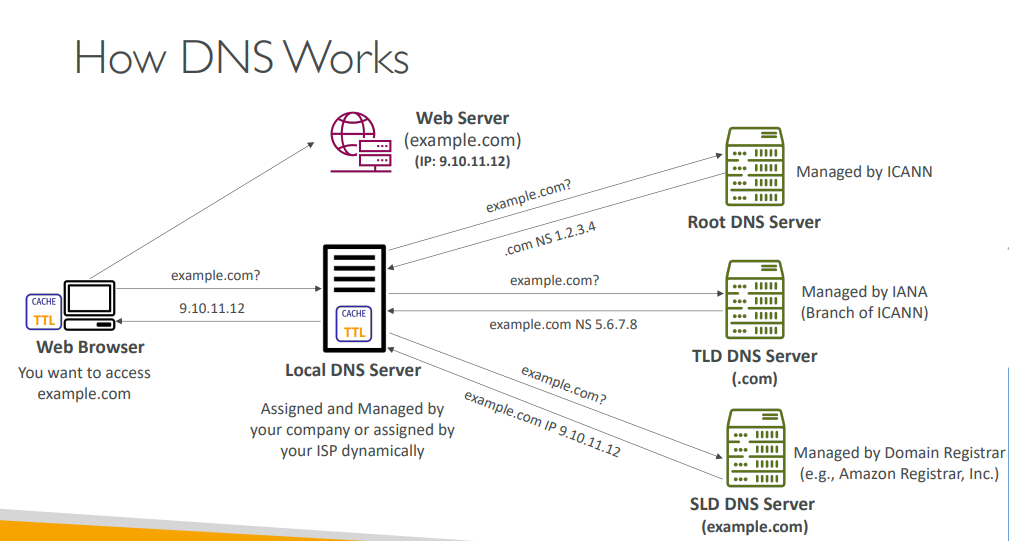 How DNS Works
Web Server
(example.com)
(IP: 9.10.11.12)
example.com?
.com NS 1.2.3.4
Managed by ICANN
Root DNS Server
example.com?
9.10.11.12
CACHE
TTL
Web Browser
You want to access
example.com
CACHE
TTL
Local DNS Server
Assigned and Managed by
your company or assigned by
your ISP dynamically
example.com?
example.com NS 5.6.7.8
Managed by IANA
(Branch of ICANN)
TLD DNS Server
(.com)
example.com?
example.com IP 9.10.11.12
Managed by Domain Registrar
(e.g., Amazon Registrar, Inc.)
SLD DNS Server
(example.com)